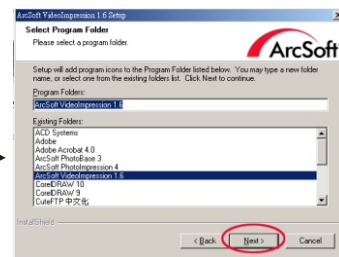 ArcSoft VideoImpression 1.6 Setup
Select Program Folder
Please select a program folder.
ArcSoft
Setup will add program icons to the Program Folder listed below. You may type a new folder
name, or select one from the existing folders list. Click Next to continue.
Program Folders:
ArcSoft VideoImpression 1.6
Existing Folders:
ACD Systems
Adobe
Adobe Acrobat 4.0
ArcSoft PhotoBase 3
ArcSoft PhotoImpression 4
ArcSoft VideoImpression 1.6
CorelDRAW 10
CorelDRAW 9
CuteFTP 中文化
InstallShield
< Back
Next >
Cancel